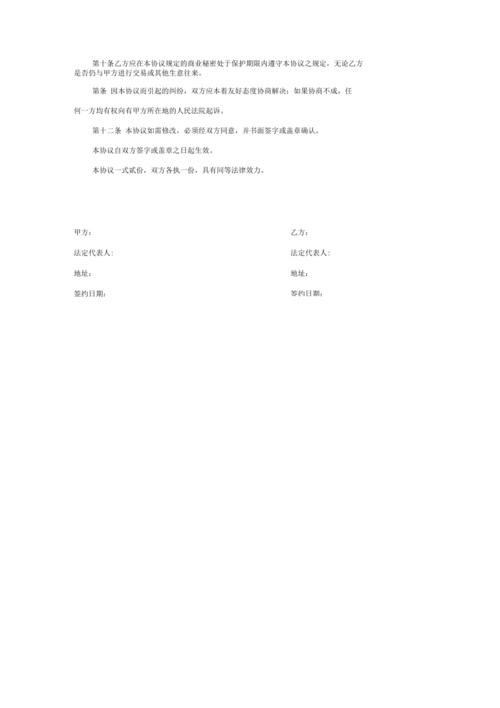 第十条乙方应在本协议规定的商业秘密处于保护期限内遵守本协议之规定，无论乙方
是否仍与甲方进行交易或其他生意往来。
第条 因本协议而引起的纠纷，双方应本着友好态度协商解决；如果协商不成，任
何一方均有权向有甲方所在地的人民法院起诉。
第十二条 本协议如需修改，必须经双方同意，并书面签字或盖章确认。
本协议自双方签字或盖章之日起生效。
本协议一式贰份，双方各执一份，具有同等法律效力。
甲方： 乙方：
法定代表人: 法定代表人:
地址： 地址：
签约日期： 签约日期：